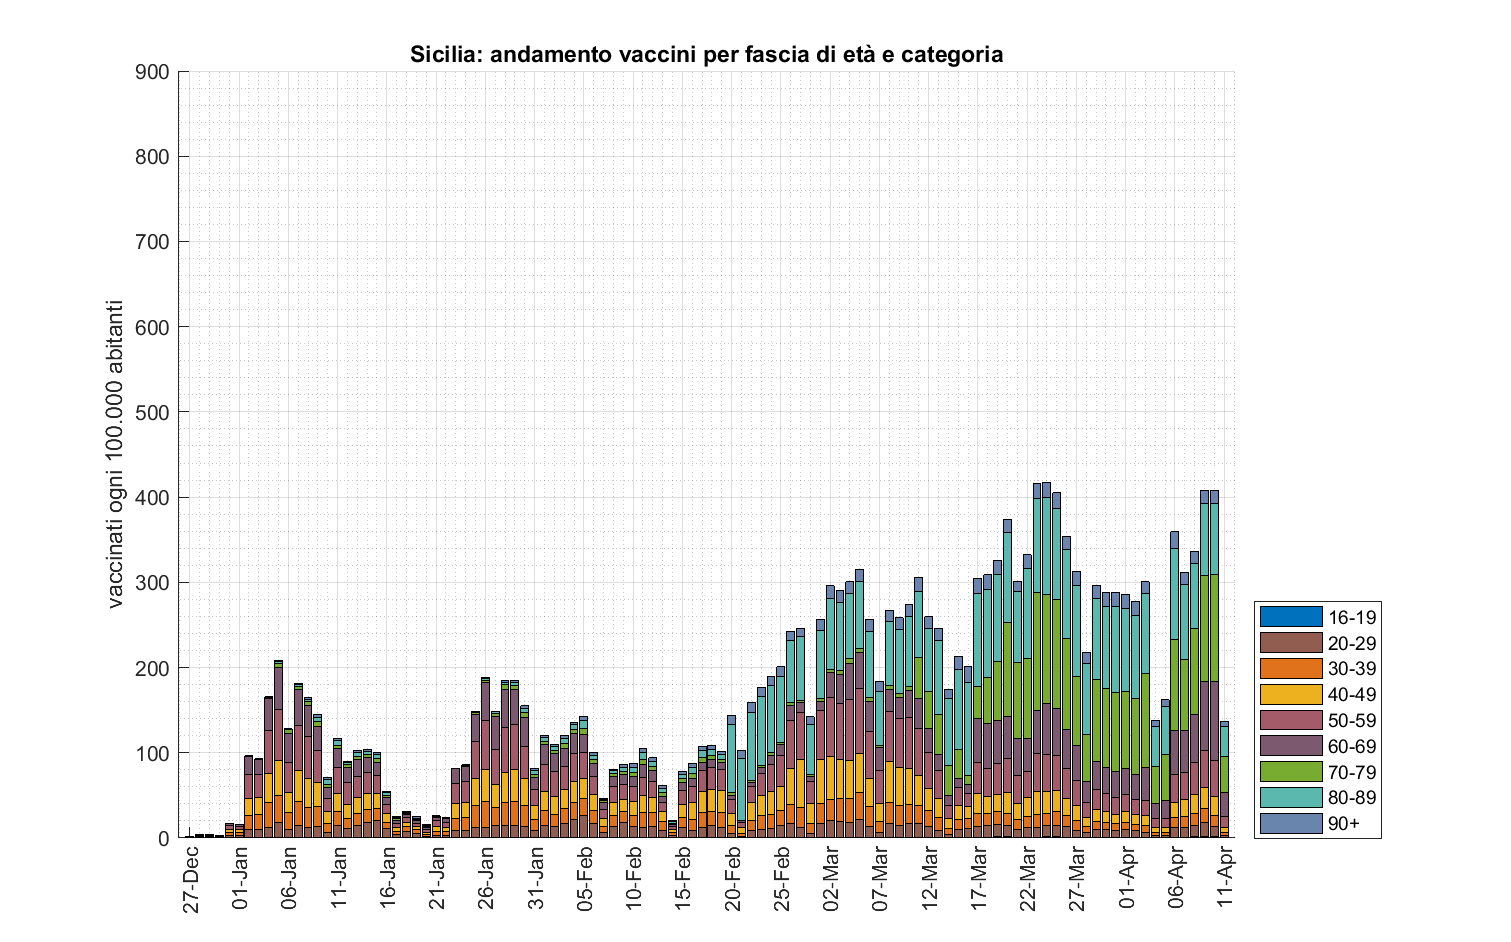 Sicilia: andamento vaccini per fascia di età e categoria
vaccinati ogni 100.000 abitanti
900
800
700
600
500
400
300
200
100
0
27-Dec
01-Jan
06-Jan
11-Jan
16-Jan
21-Jan
26-Jan
31-Jan
05-Feb
10-Feb
15-Feb
20-Feb
25-Feb
02-Mar
07-Mar
12-Mar
17-Mar
22-Mar
27-Mar
01-Apr
06-Apr
11-Apr
16-19
20-29
30-39
40-49
50-59
60-69
70-79
80-89
90+